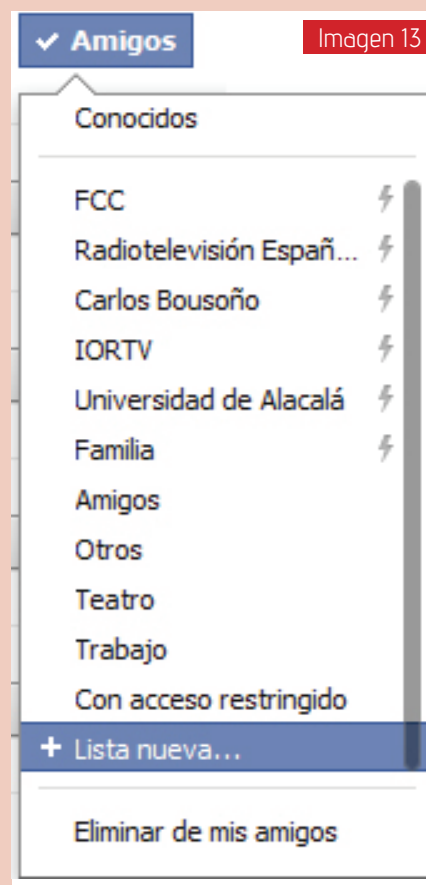 ✓ Amigos
Imagen 13
Conocidos
FCC
Radiotelevisión Españ...
Carlos Bousoño
IORTV
Universidad de Alacalá
Familia
Amigos
Otros
Teatro
Trabajo
Con acceso restringido
+ Lista nueva...
Eliminar de mis amigos